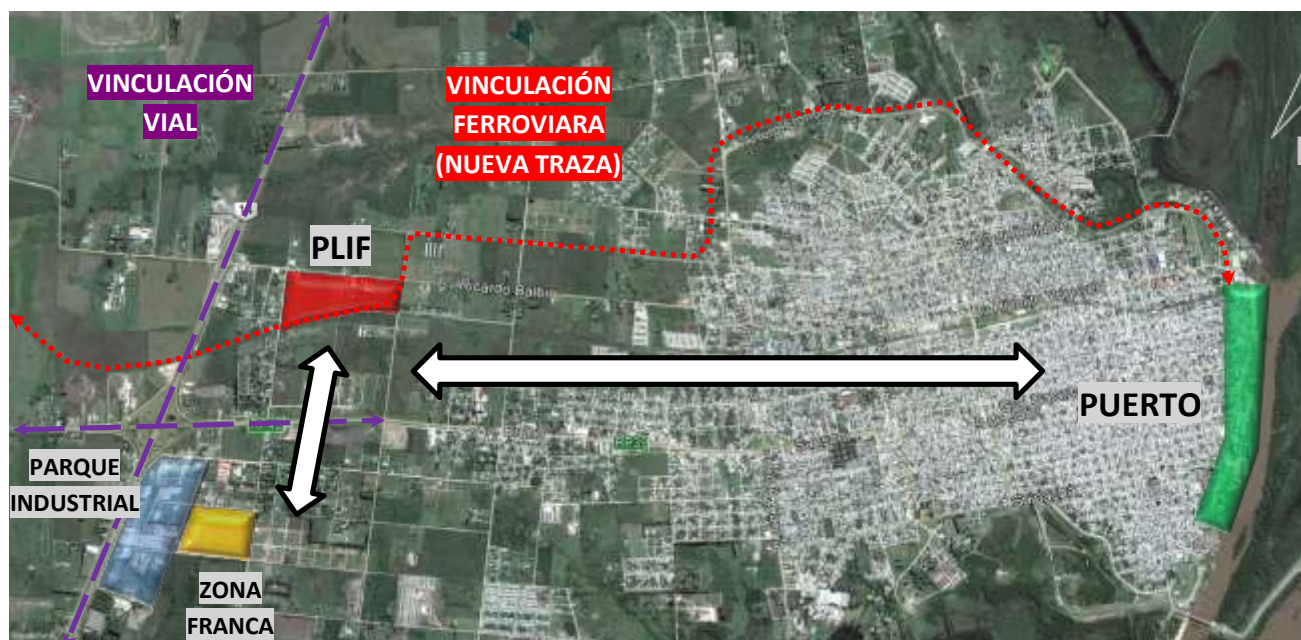 VINCULACIÓN
VIAL
VINCULACIÓN
FERROVIARA
(NUEVA TRAZA)
PLIF
PUERTO
PARQUE
INDUSTRIAL
ZONA
FRANCA